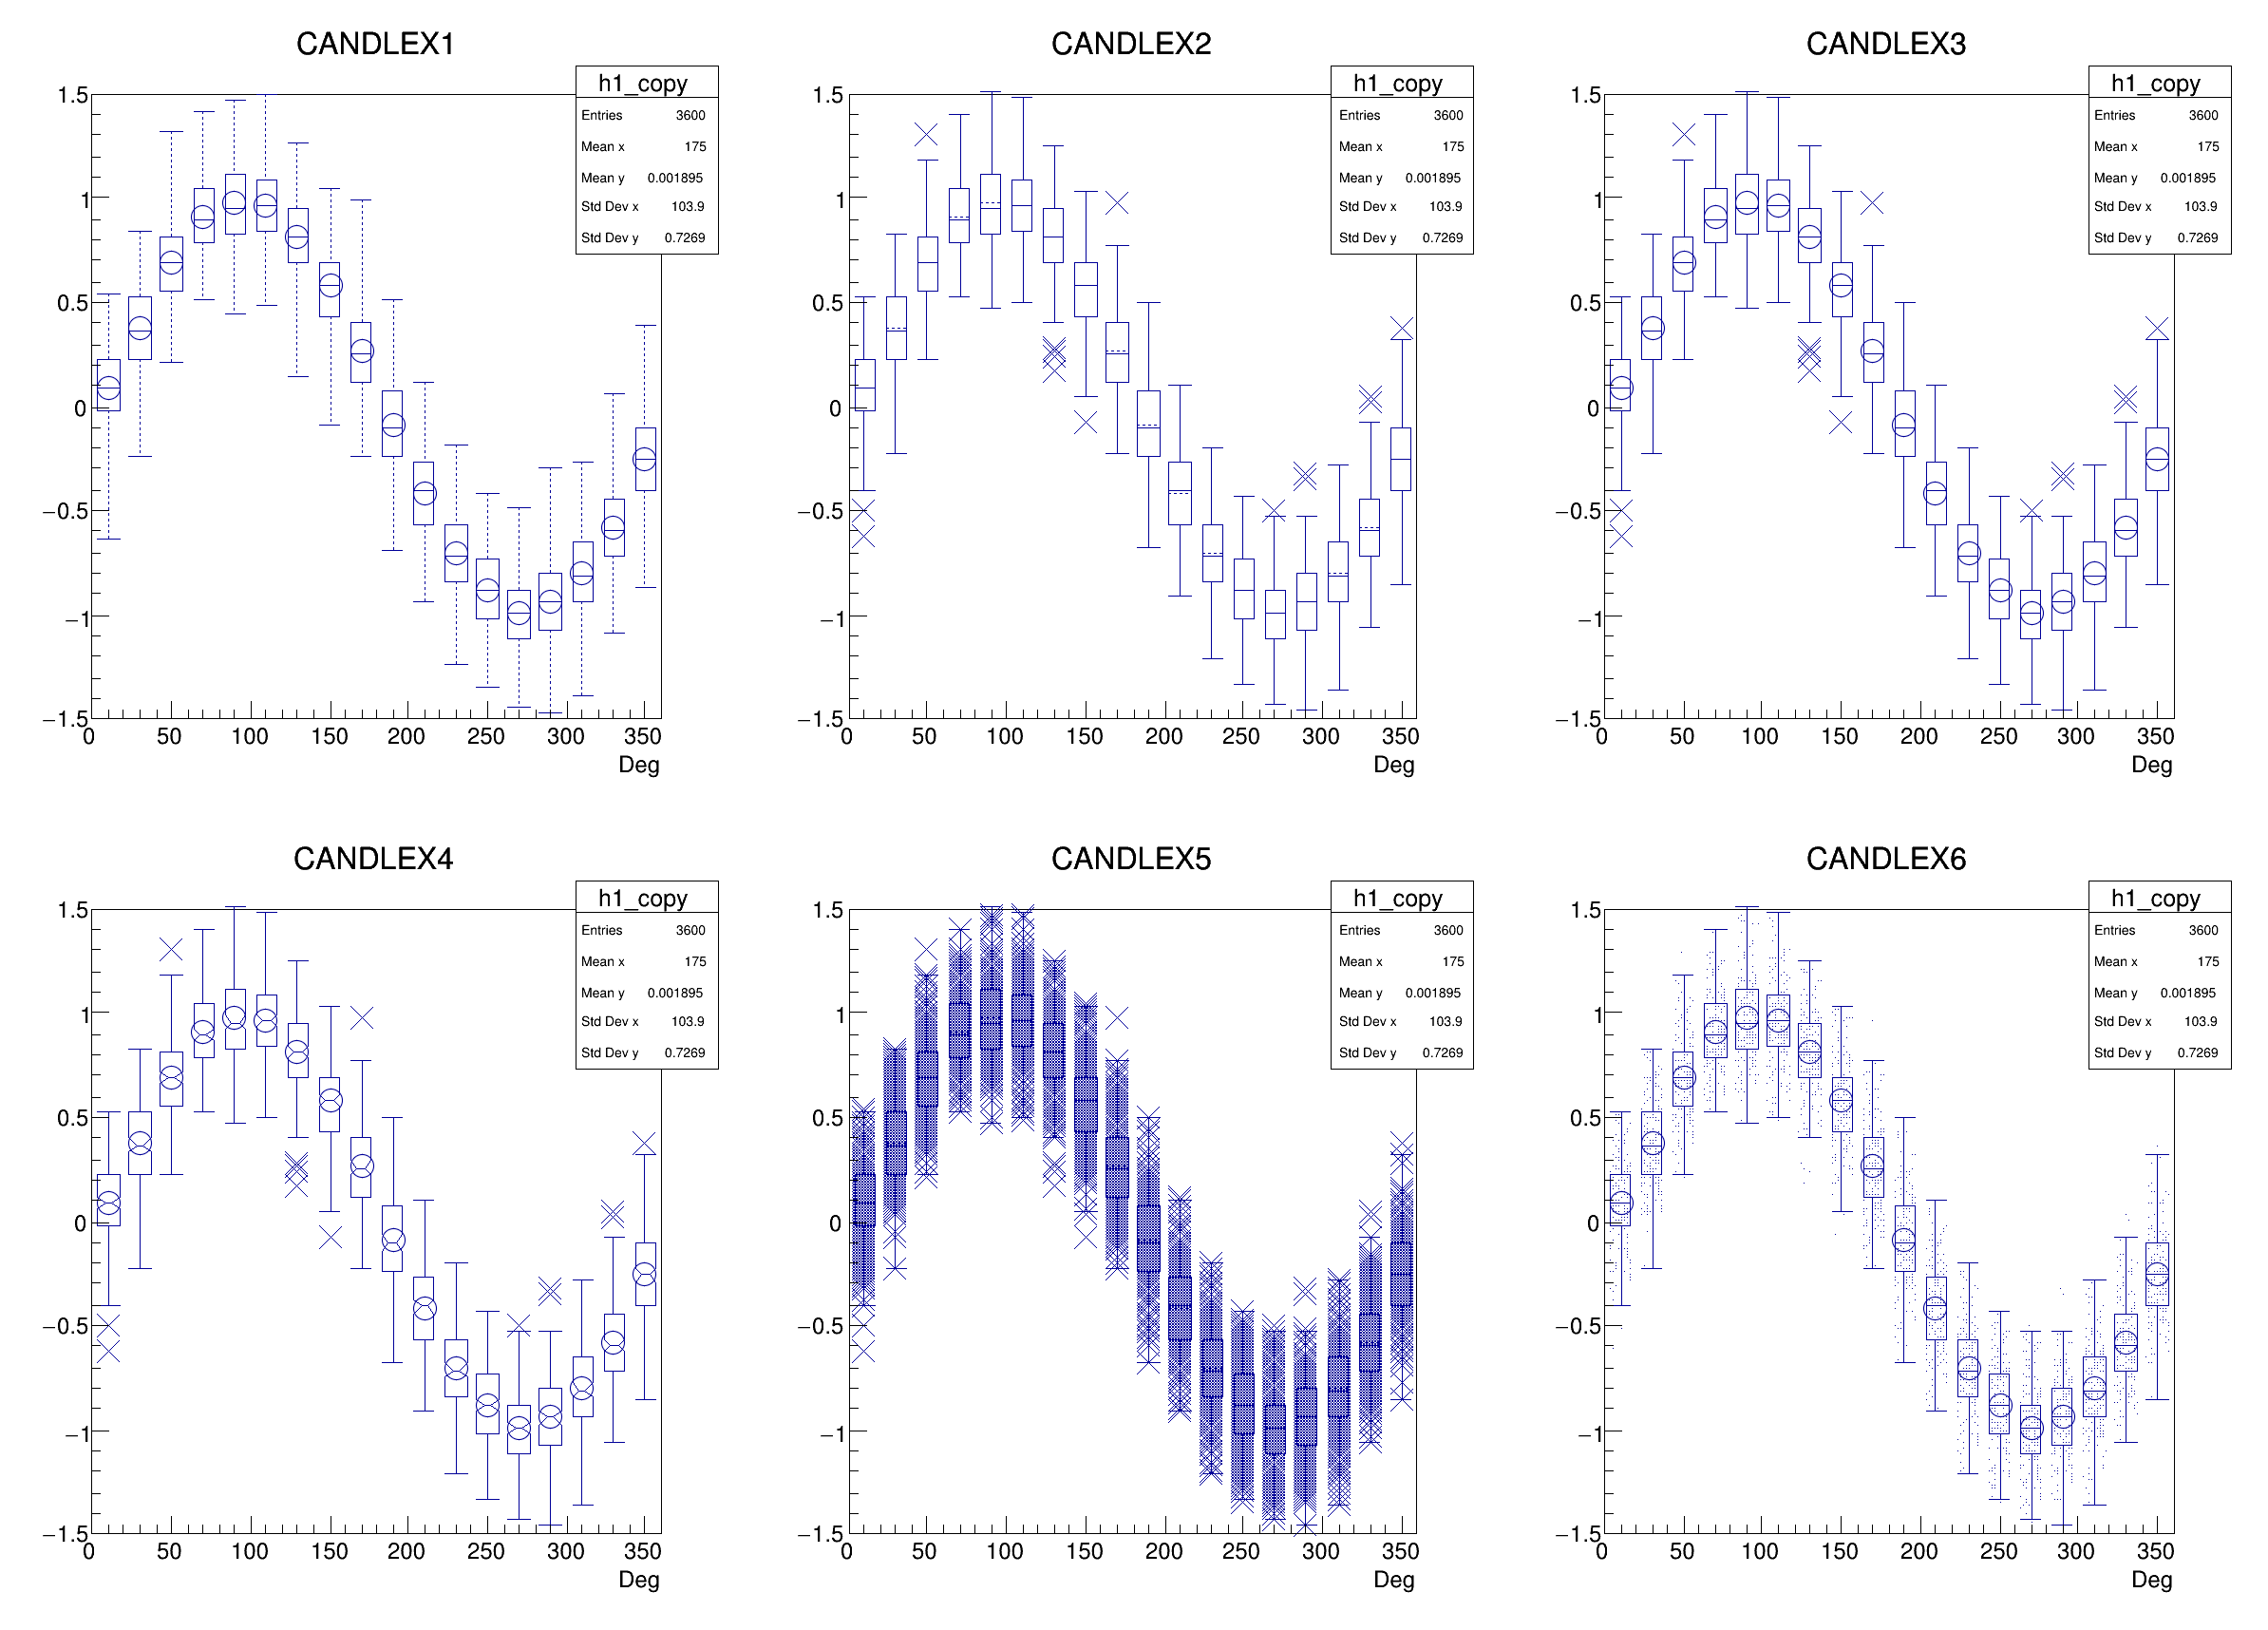 CANDLEX1
h1_copy
Entries 3600
Mean x 175
Mean y 0.001895
Std Dev x 103.9
Std Dev y 0.7269
1.5
1
0.5
0
−0.5
−1
−1.5
0 50 100 150 200 250 300 350
Deg
CANDLEX2
h1_copy
Entries 3600
Mean x 175
Mean y 0.001895
Std Dev x 103.9
Std Dev y 0.7269
1.5
1
0.5
0
−0.5
−1
−1.5
0 50 100 150 200 250 300 350
Deg
CANDLEX3
h1_copy
Entries 3600
Mean x 175
Mean y 0.001895
Std Dev x 103.9
Std Dev y 0.7269
1.5
1
0.5
0
−0.5
−1
−1.5
0 50 100 150 200 250 300 350
Deg
CANDLEX4
h1_copy
Entries 3600
Mean x 175
Mean y 0.001895
Std Dev x 103.9
Std Dev y 0.7269
1.5
1
0.5
0
−0.5
−1
−1.5
0 50 100 150 200 250 300 350
Deg
CANDLEX5
h1_copy
Entries 3600
Mean x 175
Mean y 0.001895
Std Dev x 103.9
Std Dev y 0.7269
1.5
1
0.5
0
−0.5
−1
−1.5
0 50 100 150 200 250 300 350
Deg
CANDLEX6
h1_copy
Entries 3600
Mean x 175
Mean y 0.001895
Std Dev x 103.9
Std Dev y 0.7269
1.5
1
0.5
0
−0.5
−1
−1.5
0 50 100 150 200 250 300 350
Deg